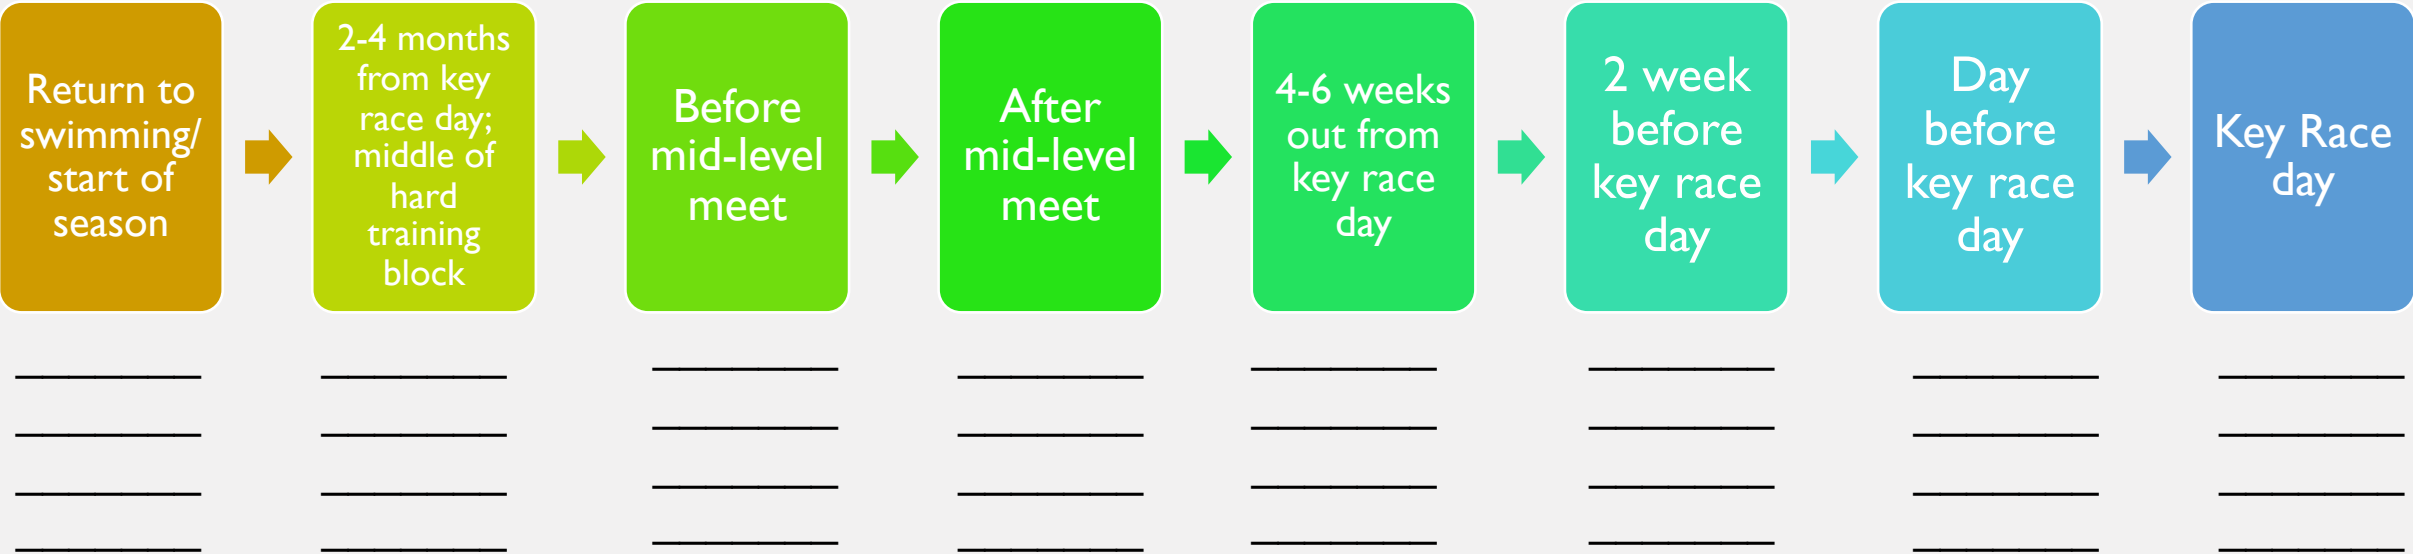 Return to
swimming/
start of
season
2-4 months
from key
race day;
middle of
hard
training
block
Before
mid-level
meet
After
mid-level
meet
4-6 weeks
out from
key race
day
2 week
before
key race
day
Day
before
key race
day
Key Race
day